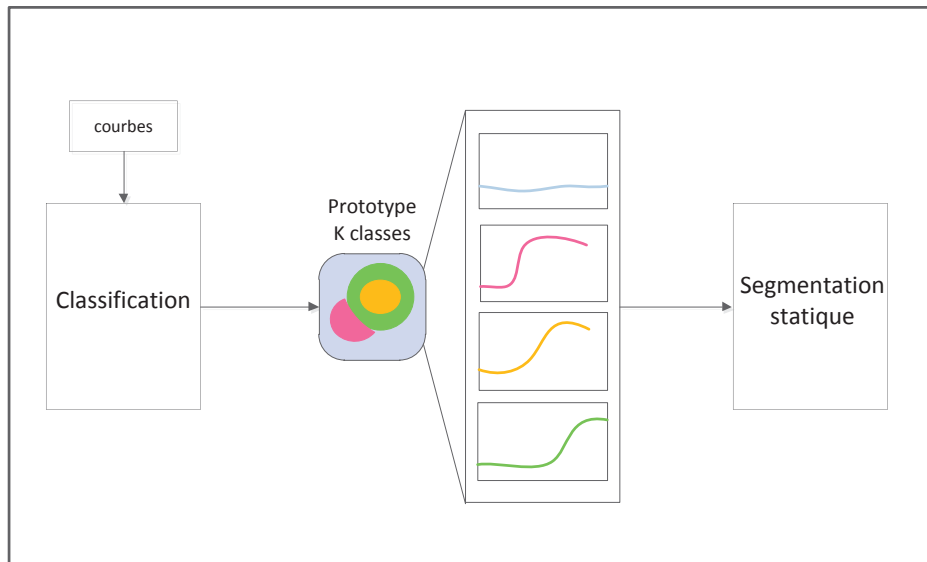 courbes
Prototype
K classes
Classification
Segmentation
statique